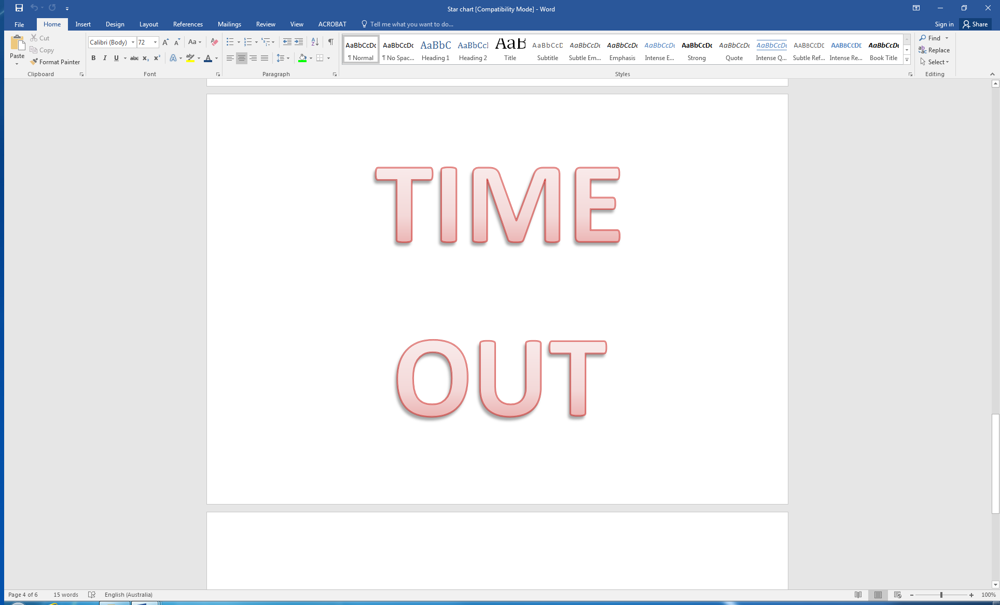 Star chart [Compatibility Mode] - Word
File Home Insert Design Layout References Mailings Review View ACROBAT Tell me what you want to do... Sign in Share
Paste
Cut
Copy
Format Painter
Clipboard
Calibri (Body) 72
Font
Paragraph
AaBbCcDc AaBbCcDc AaBbC AaBbCcI AaB AaBbCcD AaBbCcDc AaBbCcDc AaBbCcDc AaBbCcDc AaBbCcDc AaBbCcDc AABBCCDE AABBCCDE AaBbCcDc
¶ Normal ¶ No Spac... Heading 1 Heading 2 Title Subtitle Subtle Em... Emphasis Intense E... Strong Quote Intense Q... Subtle Ref... Intense Re... Book Title
Styles
Find
Replace
Select
Editing
TIME
OUT
Page 4 of 6 15 words English (Australia) 100%